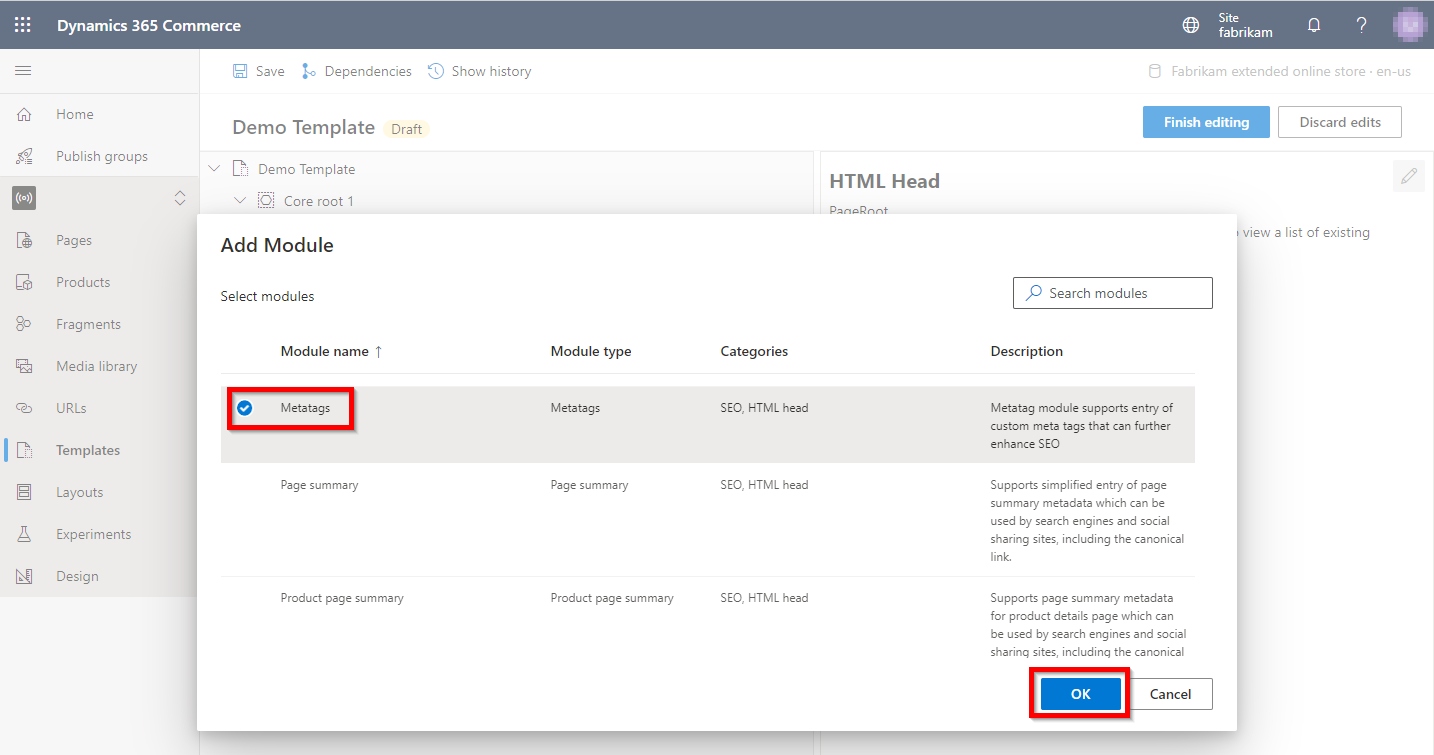 Dynamics 365 Commerce
Site
fabrikam
?
Save
Dependencies
Show history
Fabrikam extended online store - en-us
Home
Publish groups
Pages
Products
Fragments
Media library
URLs
Templates
Layouts
Experiments
Design
Demo Template Draft
Finish editing
Discard edits
Demo Template
Core root 1
HTML Head
PageRoot
view a list of existing
Add Module
Select modules
Search modules
Module name ↑ Module type Categories Description
Metatags Metatags SEO, HTML head Metatag module supports entry of
custom meta tags that can further
enhance SEO
Page summary Page summary SEO, HTML head Supports simplified entry of page
summary metadata which can be
used by search engines and social
sharing sites, including the canonical
link.
Product page summary Product page summary SEO, HTML head Supports page summary metadata
for product details page which can
be used by search engines and social
sharing sites, including the canonical
OK
Cancel